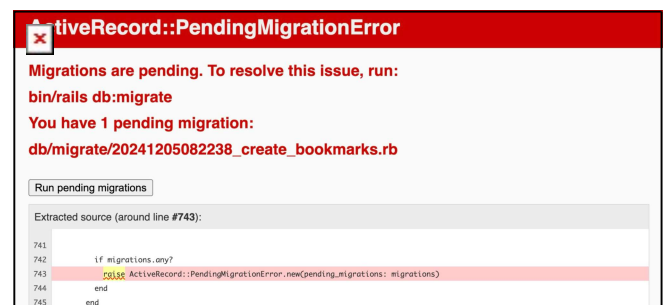 ActiveRecord::PendingMigrationError
Migrations are pending. To resolve this issue, run:
bin/rails db:migrate
You have 1 pending migration:
db/migrate/20241205082238_create_bookmarks.rb
Run pending migrations
Extracted source (around line #743):
741
742 if migrations.any?
743 raise ActiveRecord::PendingMigrationError.new(pending_migrations: migrations)
744 end
745 end